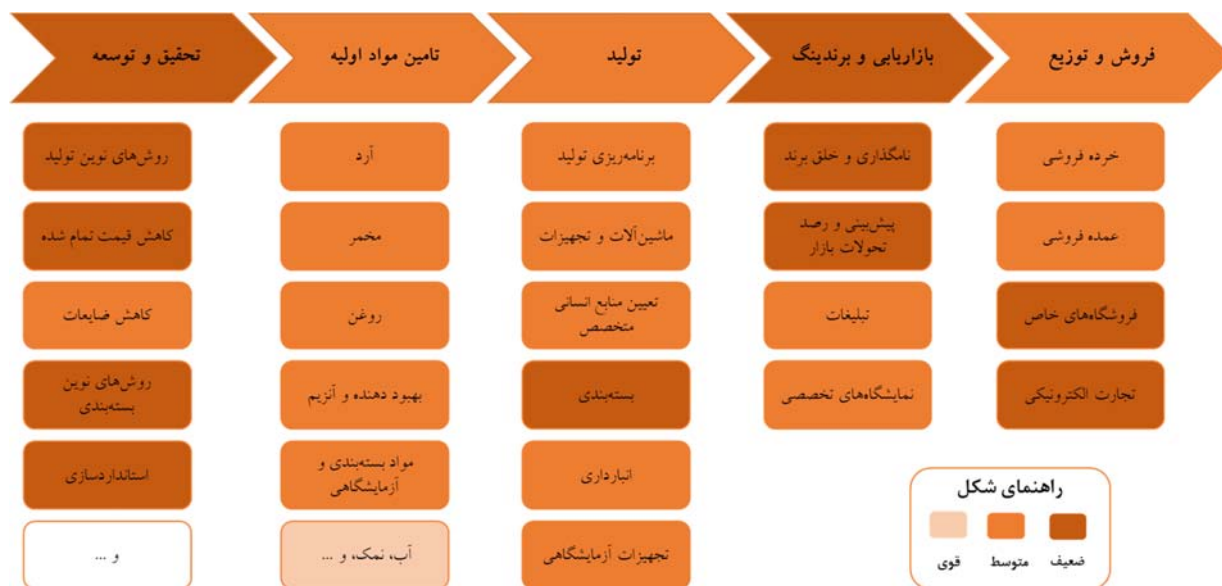 تحقیق و توسعه
تامین مواد اولیه
تولید
بازاریابی و برندینگ
فروش و توزیع
روش‌های نوین تولید
کاهش قیمت تمام شده
کاهش ضایعات
روش‌های نوین
بسته‌بندی
استانداردسازی
و ...
آرد
مخمر
روغن
بهبود دهنده و آنزیم
مواد بسته‌بندی و
آزمایشگاهی
آب، نمک، و ...
برنامه‌ریزی تولید
ماشین‌آلات و تجهیزات
تعیین منابع انسانی
متخصص
بسته‌بندی
انبارداری
تجهیزات آزمایشگاهی
نامگذاری و خلق برند
پیش‌بینی و رصد
تحولات بازار
تبلیغات
نمایشگاه‌های تخصصی
خرده فروشی
عمده فروشی
فروشگاه‌های خاص
تجارت الکترونیکی
راهنمای شکل
ضعیف
متوسط
قوی